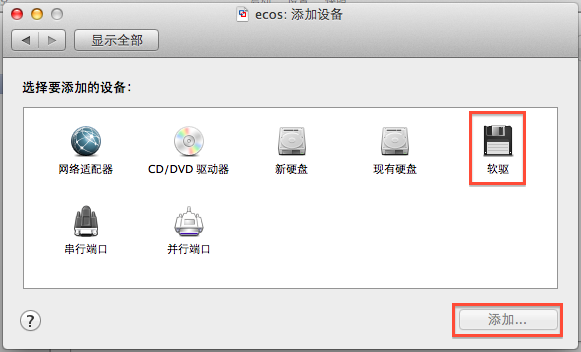 ecos: 添加设备
显示全部
选择要添加的设备:
网络适配器 CD/DVD 驱动器 新硬盘 现有硬盘 软驱
串行端口 并行端口
?
添加...